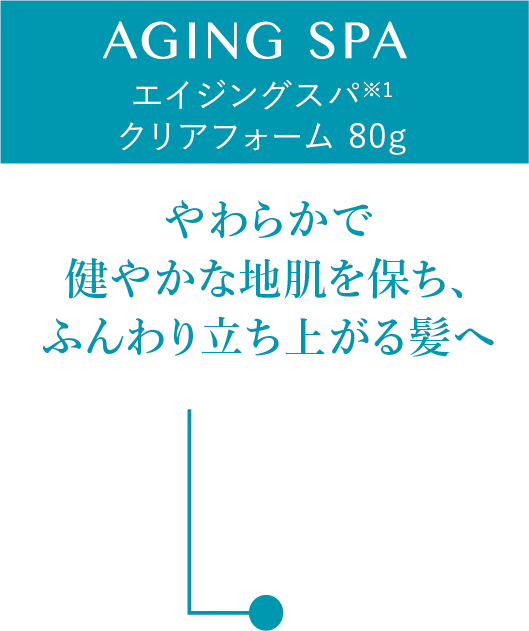 AGING SPA
エイジングスパ※1
クリアフォーム 80g
やわらかで
健やかな地肌を保ち、
ふんわり立ち上がる髪へ